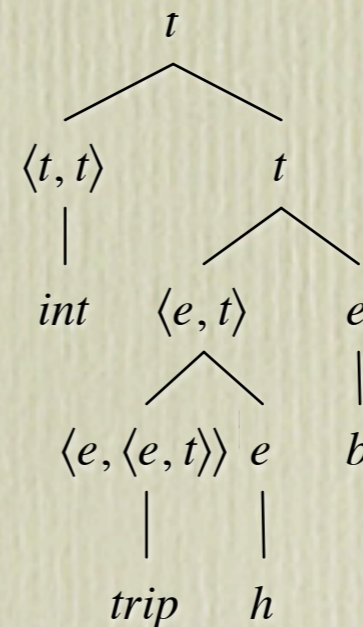 t
⟨t, t⟩ t
int ⟨e, t⟩ e
⟨e, ⟨e, t⟩⟩ e b
trip h